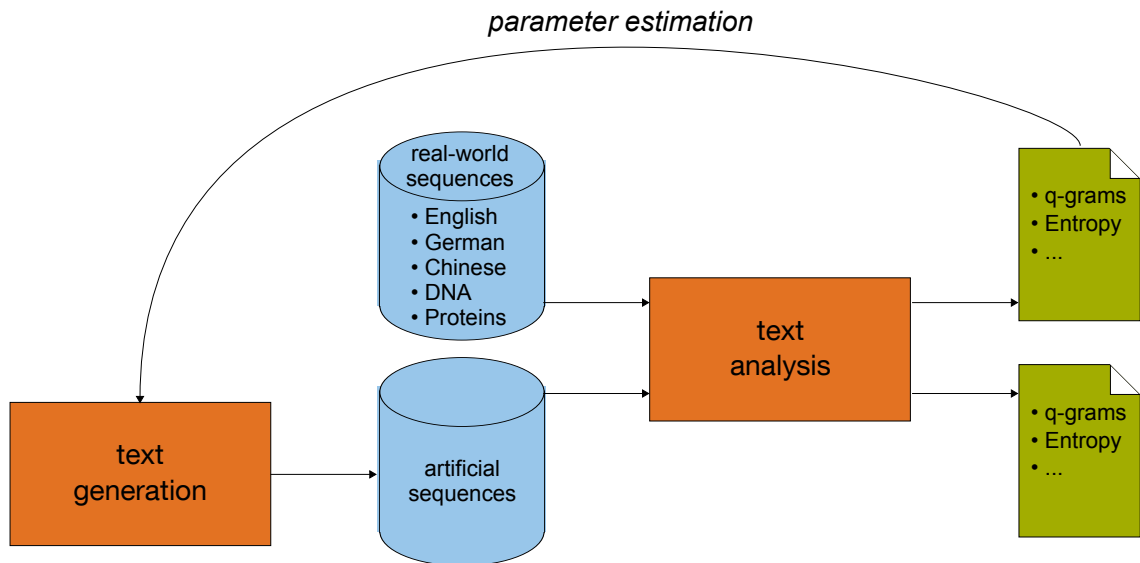 parameter estimation
real-world
sequences
• English
• German
• Chinese
• DNA
• Proteins
• q-grams
• Entropy
• ...
text
analysis
text
generation
artificial
sequences
• q-grams
• Entropy
• ...